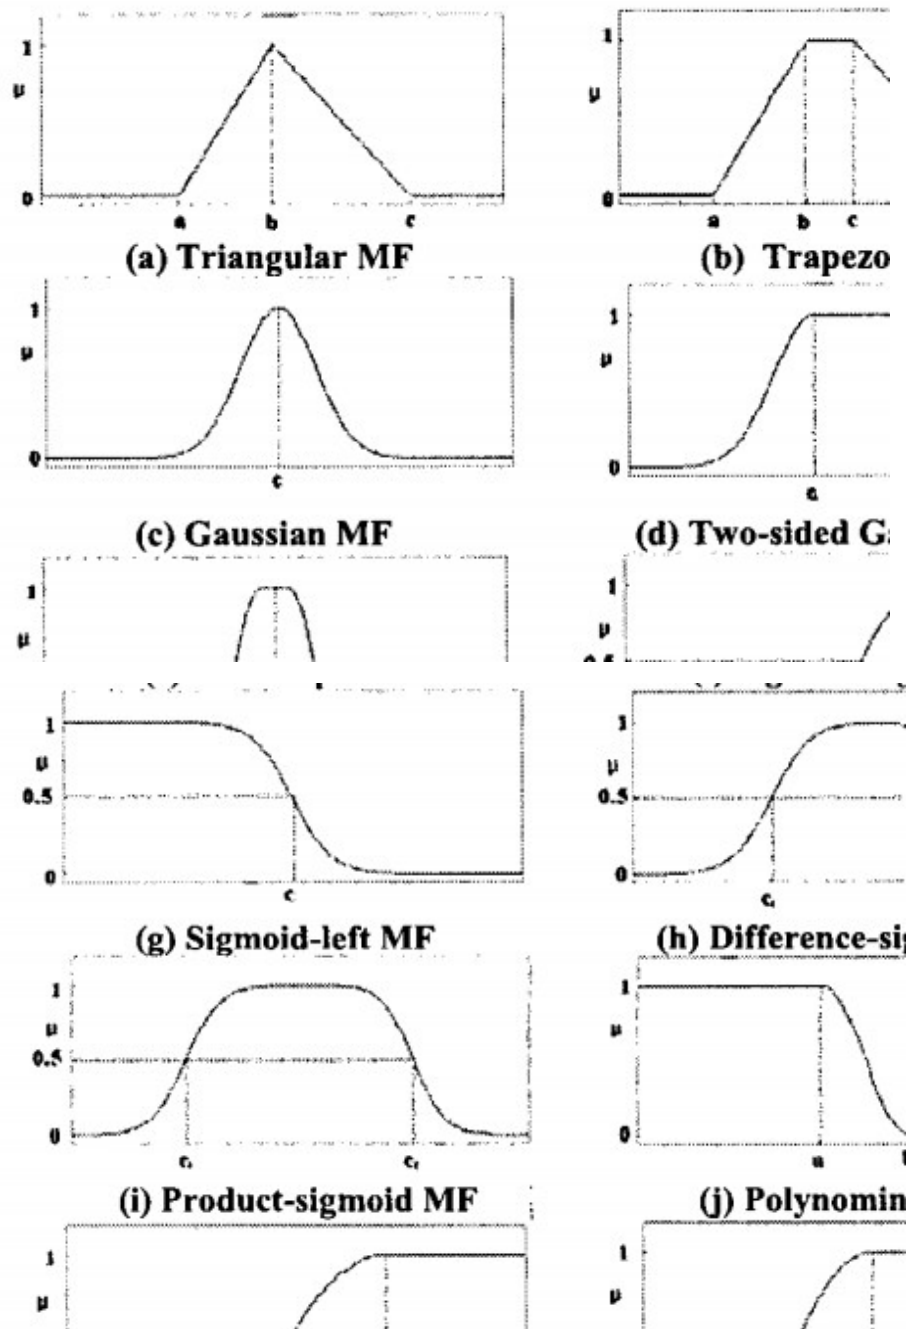 1
1
μ
μ
0
0
a b c
a b c
(a) Triangular MF
(b) Trapezo
1
1
μ
μ
0
0
c
(c) Gaussian MF
(d) Two-sided Ga
1
1
μ
μ
1
1
μ
μ
0.5
0.5
0
0
c
(g) Sigmoid-left MF
(h) Difference-sig
1
1
μ
μ
0.5
0
0
(i) Product-sigmoid MF
(j) Polynomin
1
1
μ
μ